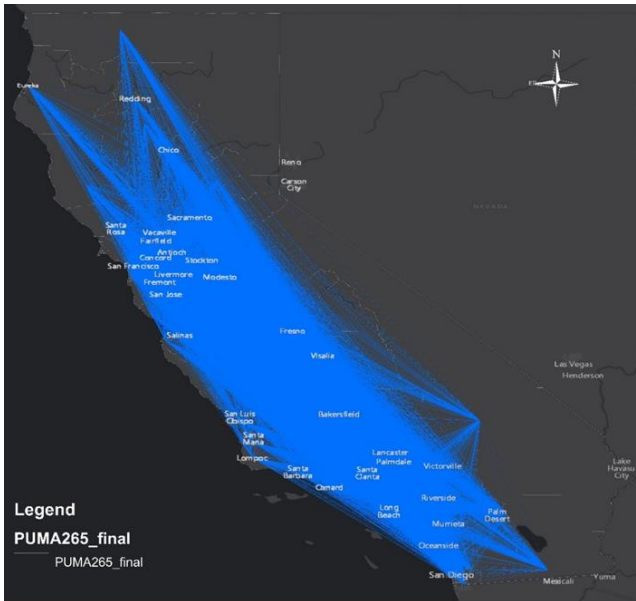 N
Eureka
Redding
Chico
Reno
Carson
City
NEVADA
Sacramento
Santa
Rosa
Vacaville
Fairfield
Antioch
Concord
Stockton
San Francisco
Livermore
Modesto
Fremont
San Jose
Salinas
Fresno
Visalia
Las Vegas
Henderson
San Luis
Obispo
Bakersfield
Santa
Maria
Lompoc
Lancaster
Palmdale
Santa
Clarita
Victorville
Lake
Havasu
City
Santa
Barbara
Oxnard
Riverside
Long
Beach
Palm
Desert
Murrieta
Oceanside
San Diego
Mexicali
Yuma
Legend
PUMA265_final
PUMA265_final